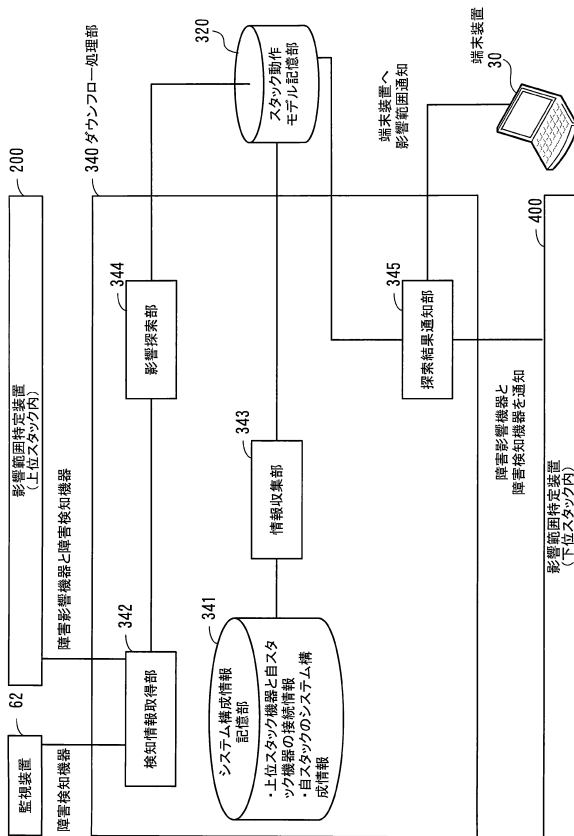 監視装置
62
障害検知機器
影響範囲特定装置
(上位スタック内)
200
障害影響機器と障害検知機器
340 ダウンフロー処理部
検知情報取得部
342
影響探索部
344
スタック動作
モデル記憶部
320
システム構成情報
記憶部
・上位スタック機器と自スタ
ック機器の接続情報
・自スタックのシステム構
成情報
341
情報収集部
343
探索結果通知部
345
端末装置へ
影響範囲通知
端末装置
30
障害影響機器と
障害検知機器を通知
影響範囲特定装置
(下位スタック内)
400